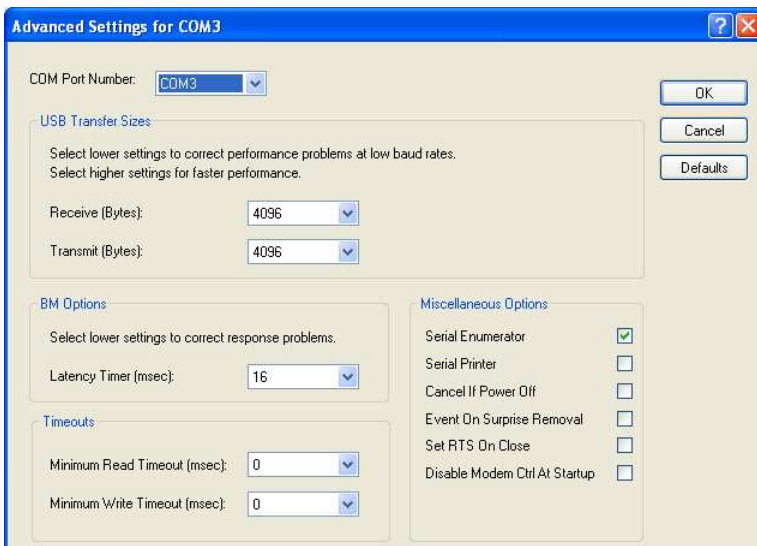 Advanced Settings for COM3
COM Port Number: COM3
OK
Cancel
Defaults
USB Transfer Sizes
Select lower settings to correct performance problems at low baud rates.
Select higher settings for faster performance.
Receive (Bytes): 4096
Transmit (Bytes): 4096
BM Options
Select lower settings to correct response problems.
Latency Timer (msec): 16
Timeouts
Minimum Read Timeout (msec): 0
Minimum Write Timeout (msec): 0
Miscellaneous Options
Serial Enumerator
Serial Printer
Cancel If Power Off
Event On Surprise Removal
Set RTS On Close
Disable Modem Ctrl At Startup